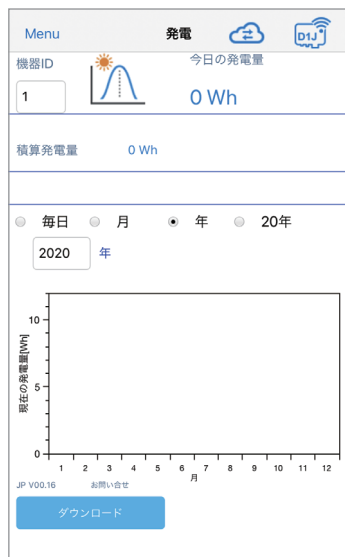 Menu 発電 D1J
機器ID
今日の発電量
1
0 Wh
積算発電量 0 Wh
毎日 月 年 20年
2020 年
現在の発電量[Wh]
10
5
0
1 2 3 4 5 6 7 8 9 10 11 12
月
JP V00.16 お問い合せ
ダウンロード